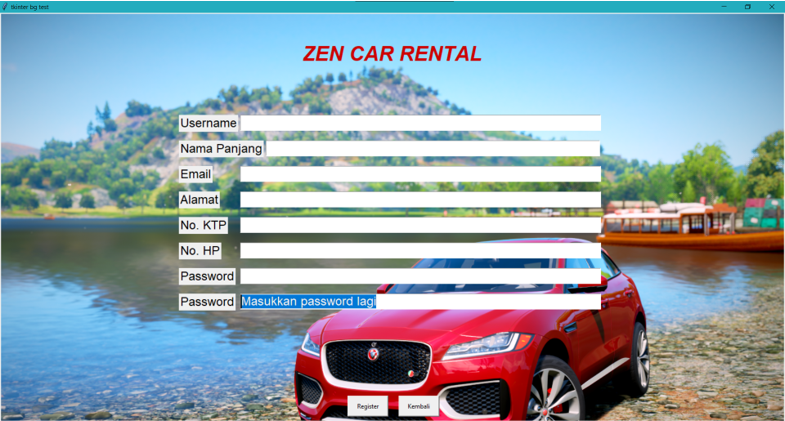 tkinter bg test
ZEN CAR RENTAL
Username
Nama Panjang
Email
Alamat
No. KTP
No. HP
Password
Password Masukkan password lagi
Register Kembali